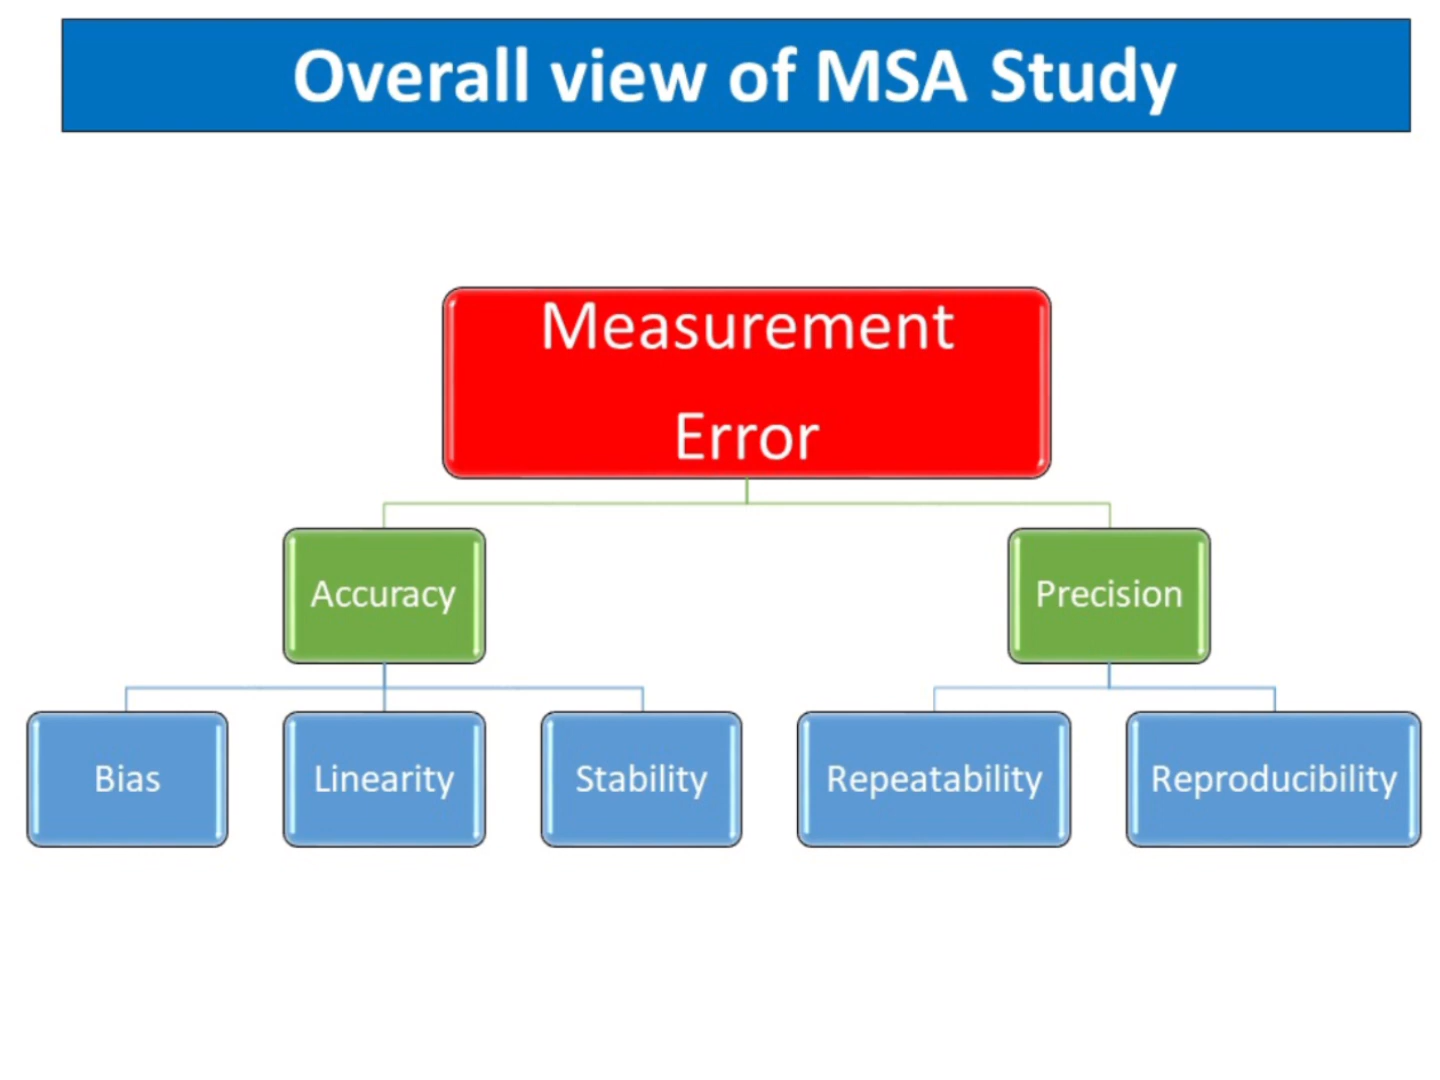 Overall view of MSA Study
Measurement
Error
Accuracy
Precision
Bias
Linearity
Stability
Repeatability
Reproducibility